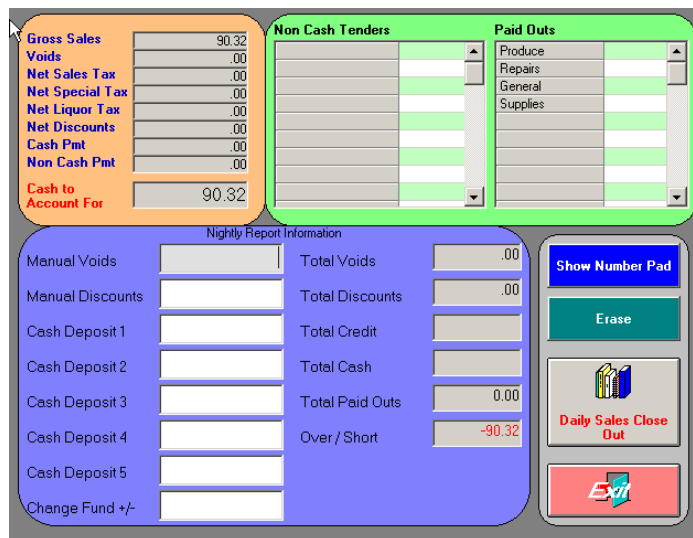 Gross Sales 90.32
Voids .00
Net Sales Tax .00
Net Special Tax .00
Net Liquor Tax .00
Net Discounts .00
Cash Pmt .00
Non Cash Pmt .00
Cash to
Account For 90.32
Non Cash Tenders
Paid Outs
Produce
Repairs
General
Supplies
Nightly Report Information
Manual Voids
Manual Discounts
Cash Deposit 1
Cash Deposit 2
Cash Deposit 3
Cash Deposit 4
Cash Deposit 5
Change Fund +/-
Total Voids .00
Total Discounts .00
Total Credit
Total Cash
Total Paid Outs 0.00
Over / Short -90.32
Show Number Pad
Erase
Daily Sales Close
Out
Exit